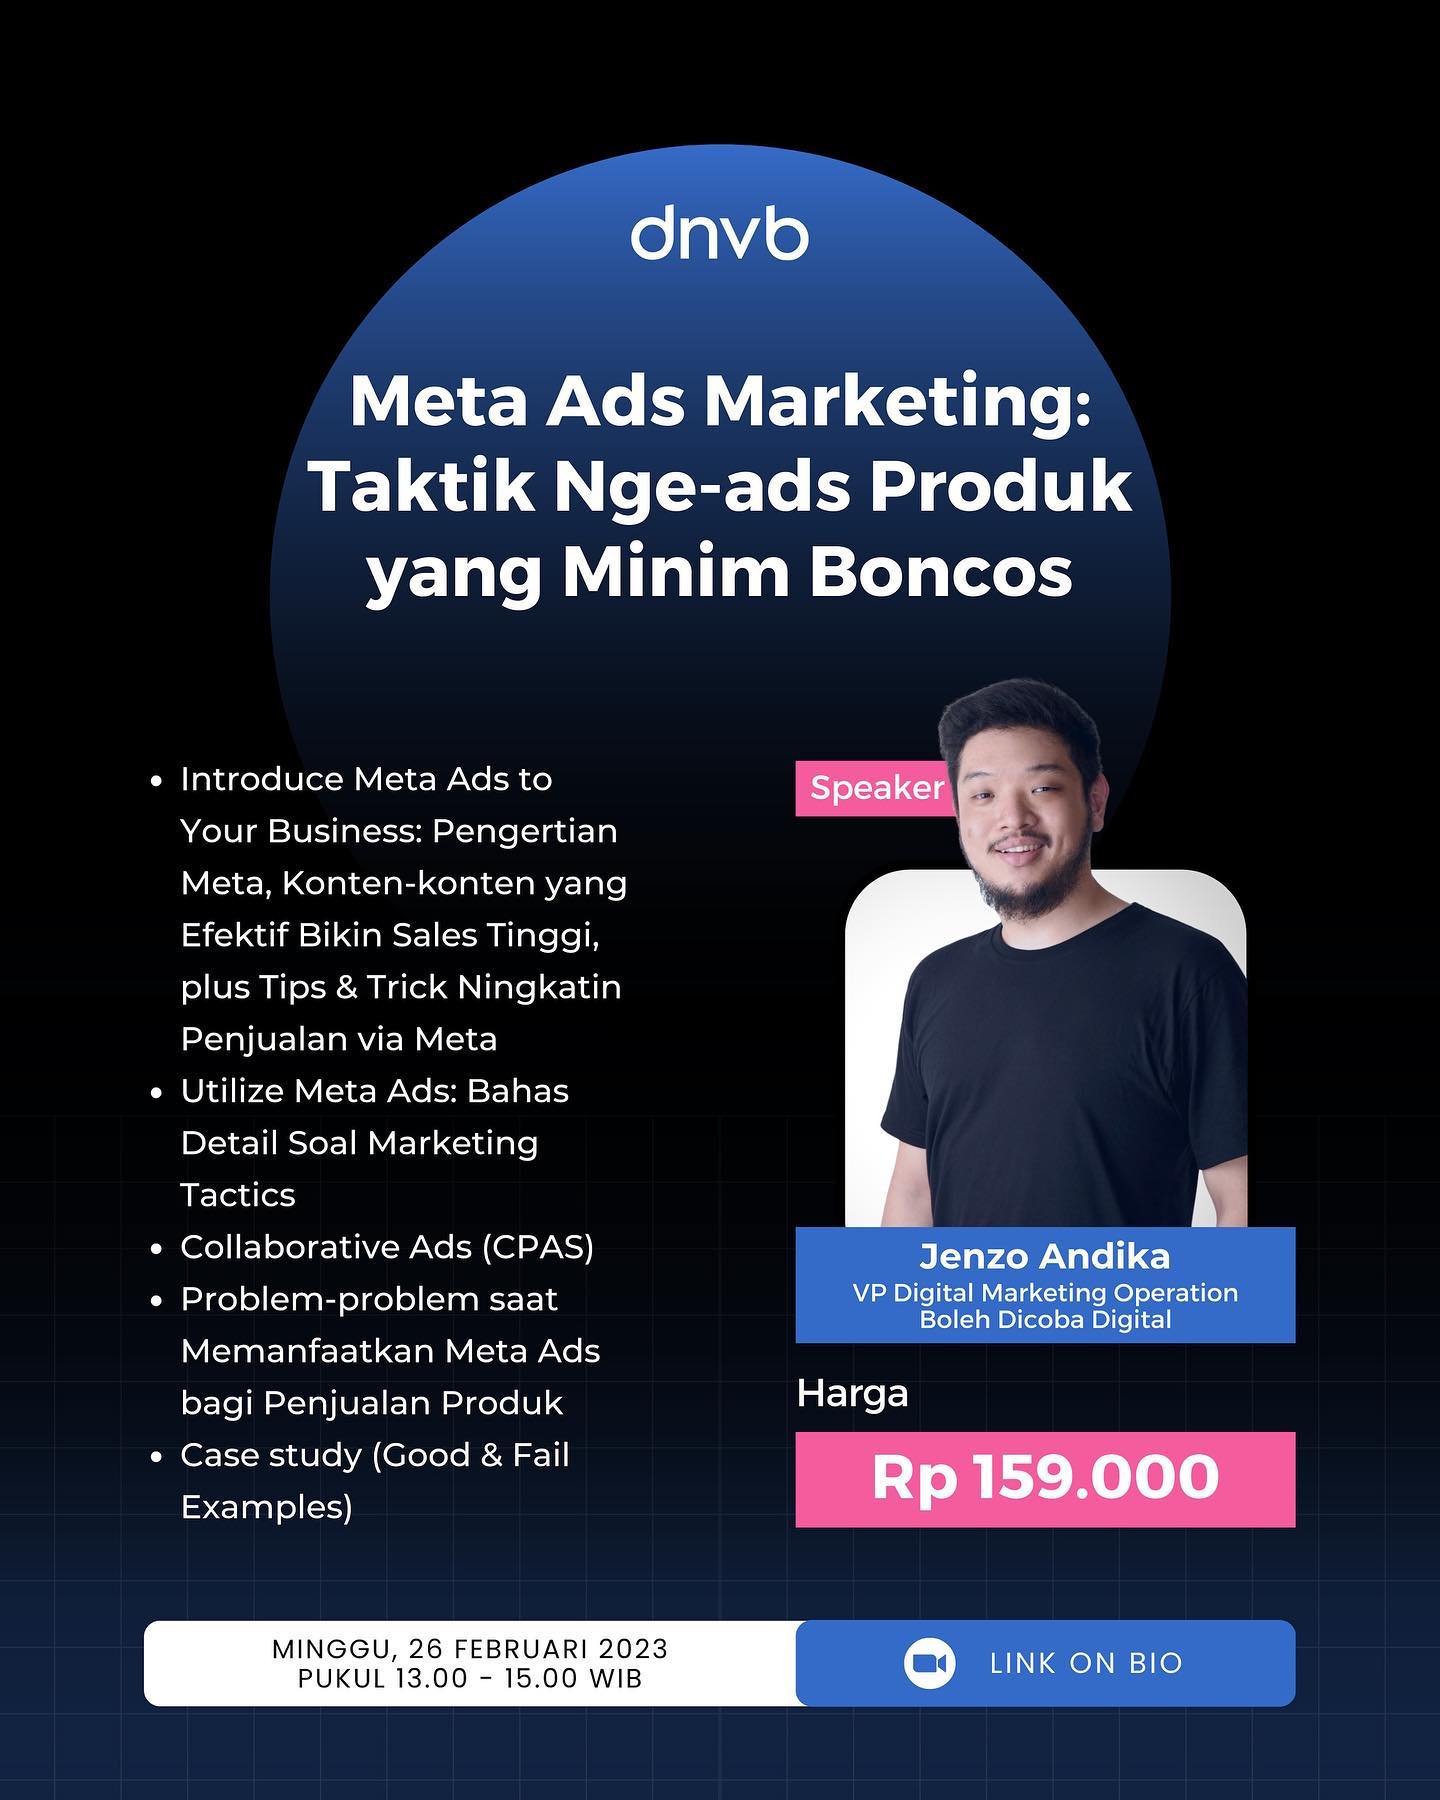 dnvb
Meta Ads Marketing:
Taktik Nge-ads Produk
yang Minim Boncos
• Introduce Meta Ads to
Your Business: Pengertian
Meta, Konten-konten yang
Efektif Bikin Sales Tinggi,
plus Tips & Trick Ningkatin
Penjualan via Meta
• Utilize Meta Ads: Bahas
Detail Soal Marketing
Tactics
• Collaborative Ads (CPAS)
• Problem-problem saat
Memanfaatkan Meta Ads
bagi Penjualan Produk
• Case study (Good & Fail
Examples)
Speaker
Jenzo Andika
VP Digital Marketing Operation
Boleh Dicoba Digital
Harga
Rp 159.000
MINGGU, 26 FEBRUARI 2023
PUKUL 13.00 - 15.00 WIB
LINK ON BIO